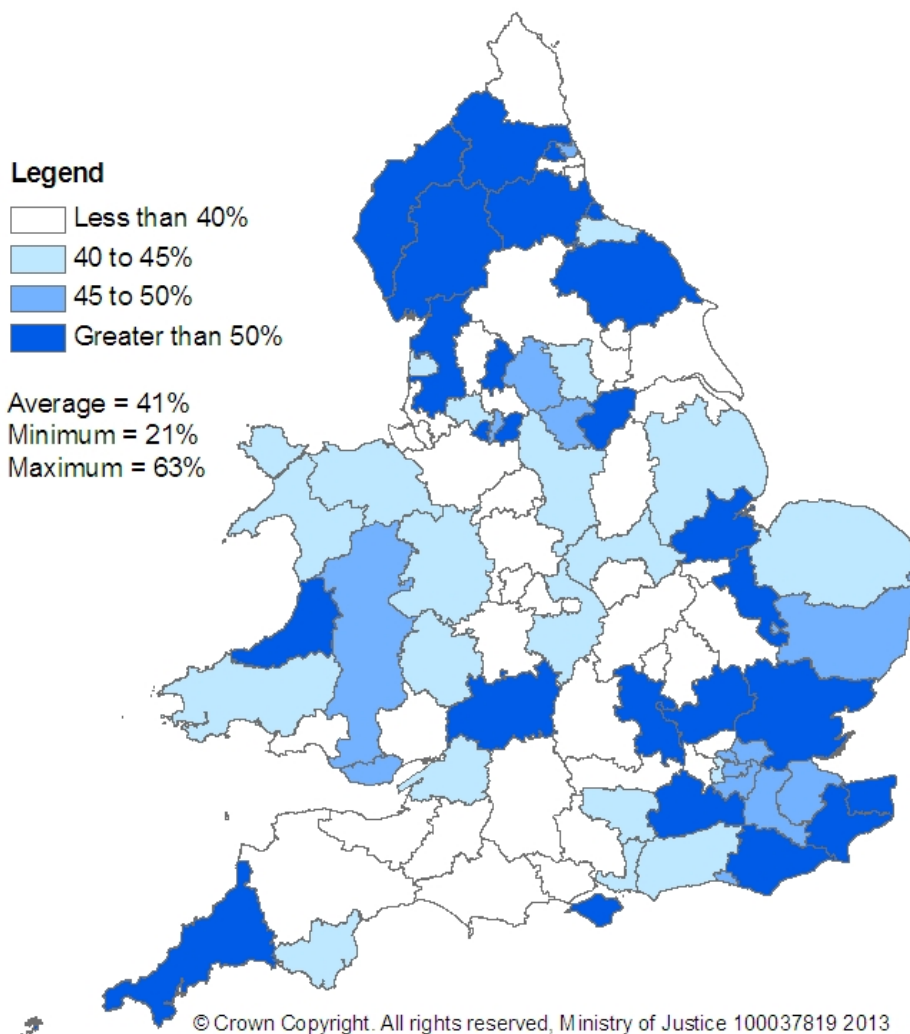 Legend
Less than 40%
40 to 45%
45 to 50%
Greater than 50%
Average = 41%
Minimum = 21%
Maximum = 63%
© Crown Copyright. All rights reserved, Ministry of Justice 100037819 2013